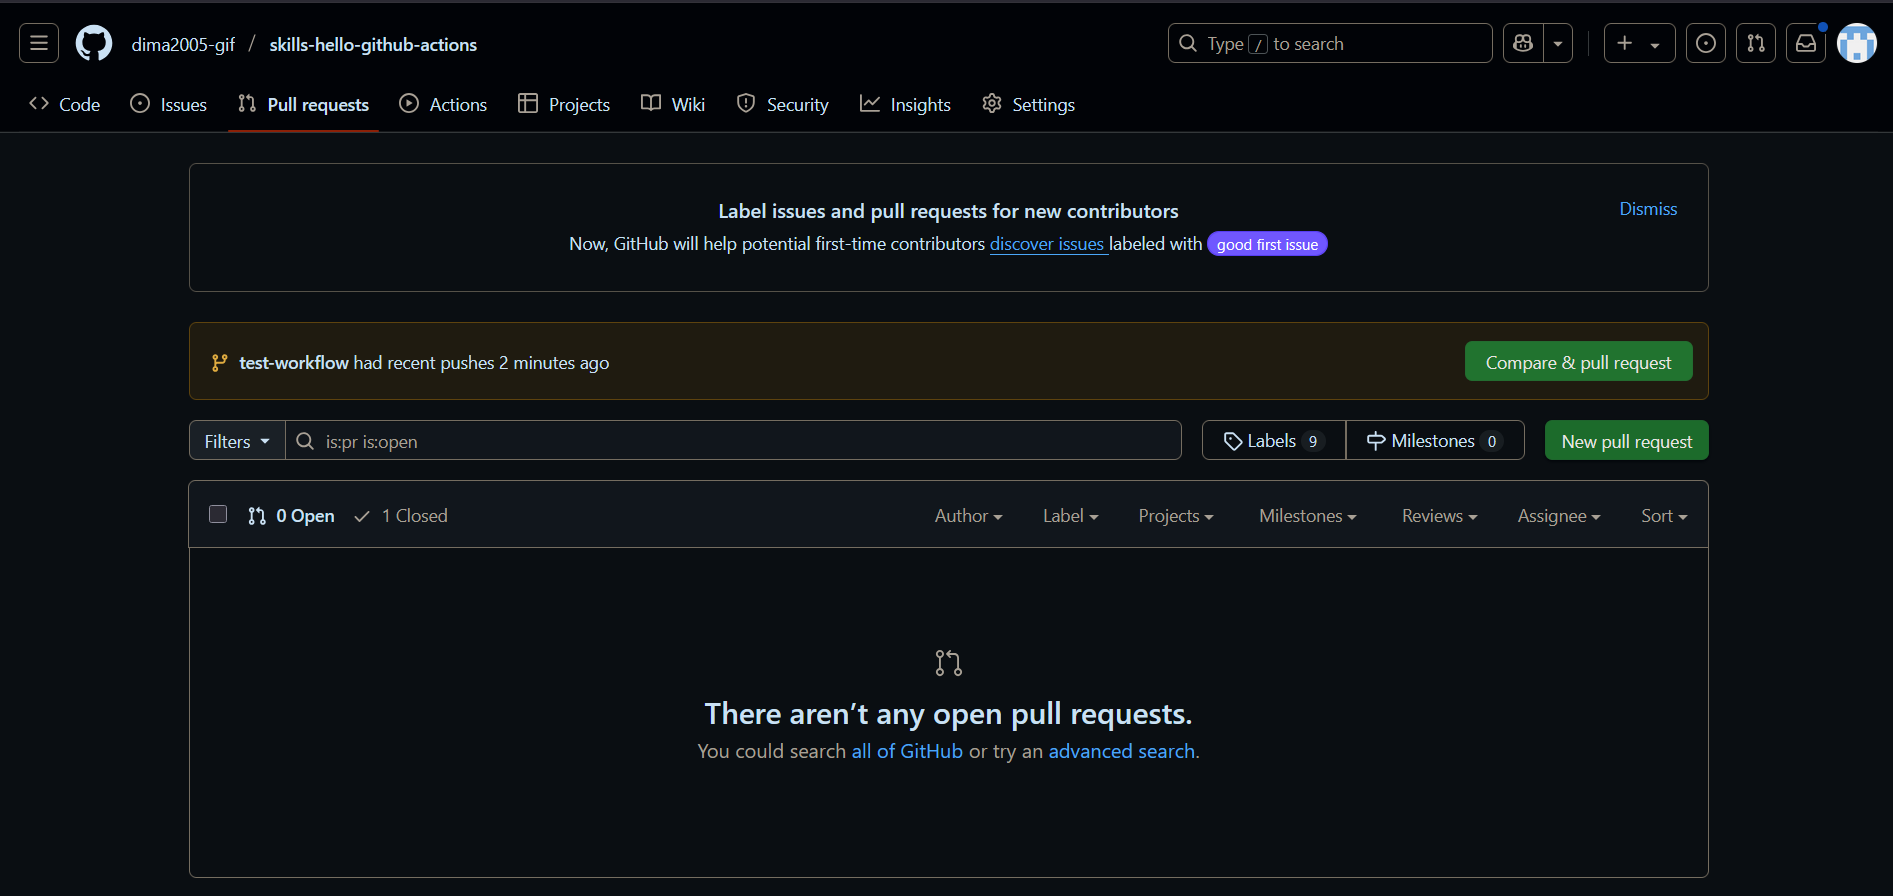 dima2005-gif / skills-hello-github-actions
Type / to search
Code
Issues
Pull requests
Actions
Projects
Wiki
Security
Insights
Settings
Label issues and pull requests for new contributors
Dismiss
Now, GitHub will help potential first-time contributors discover issues labeled with good first issue
test-workflow had recent pushes 2 minutes ago
Compare & pull request
Filters
is:pr is:open
Labels 9
Milestones 0
New pull request
0 Open
1 Closed
Author
Label
Projects
Milestones
Reviews
Assignee
Sort
There aren’t any open pull requests.
You could search all of GitHub or try an advanced search.